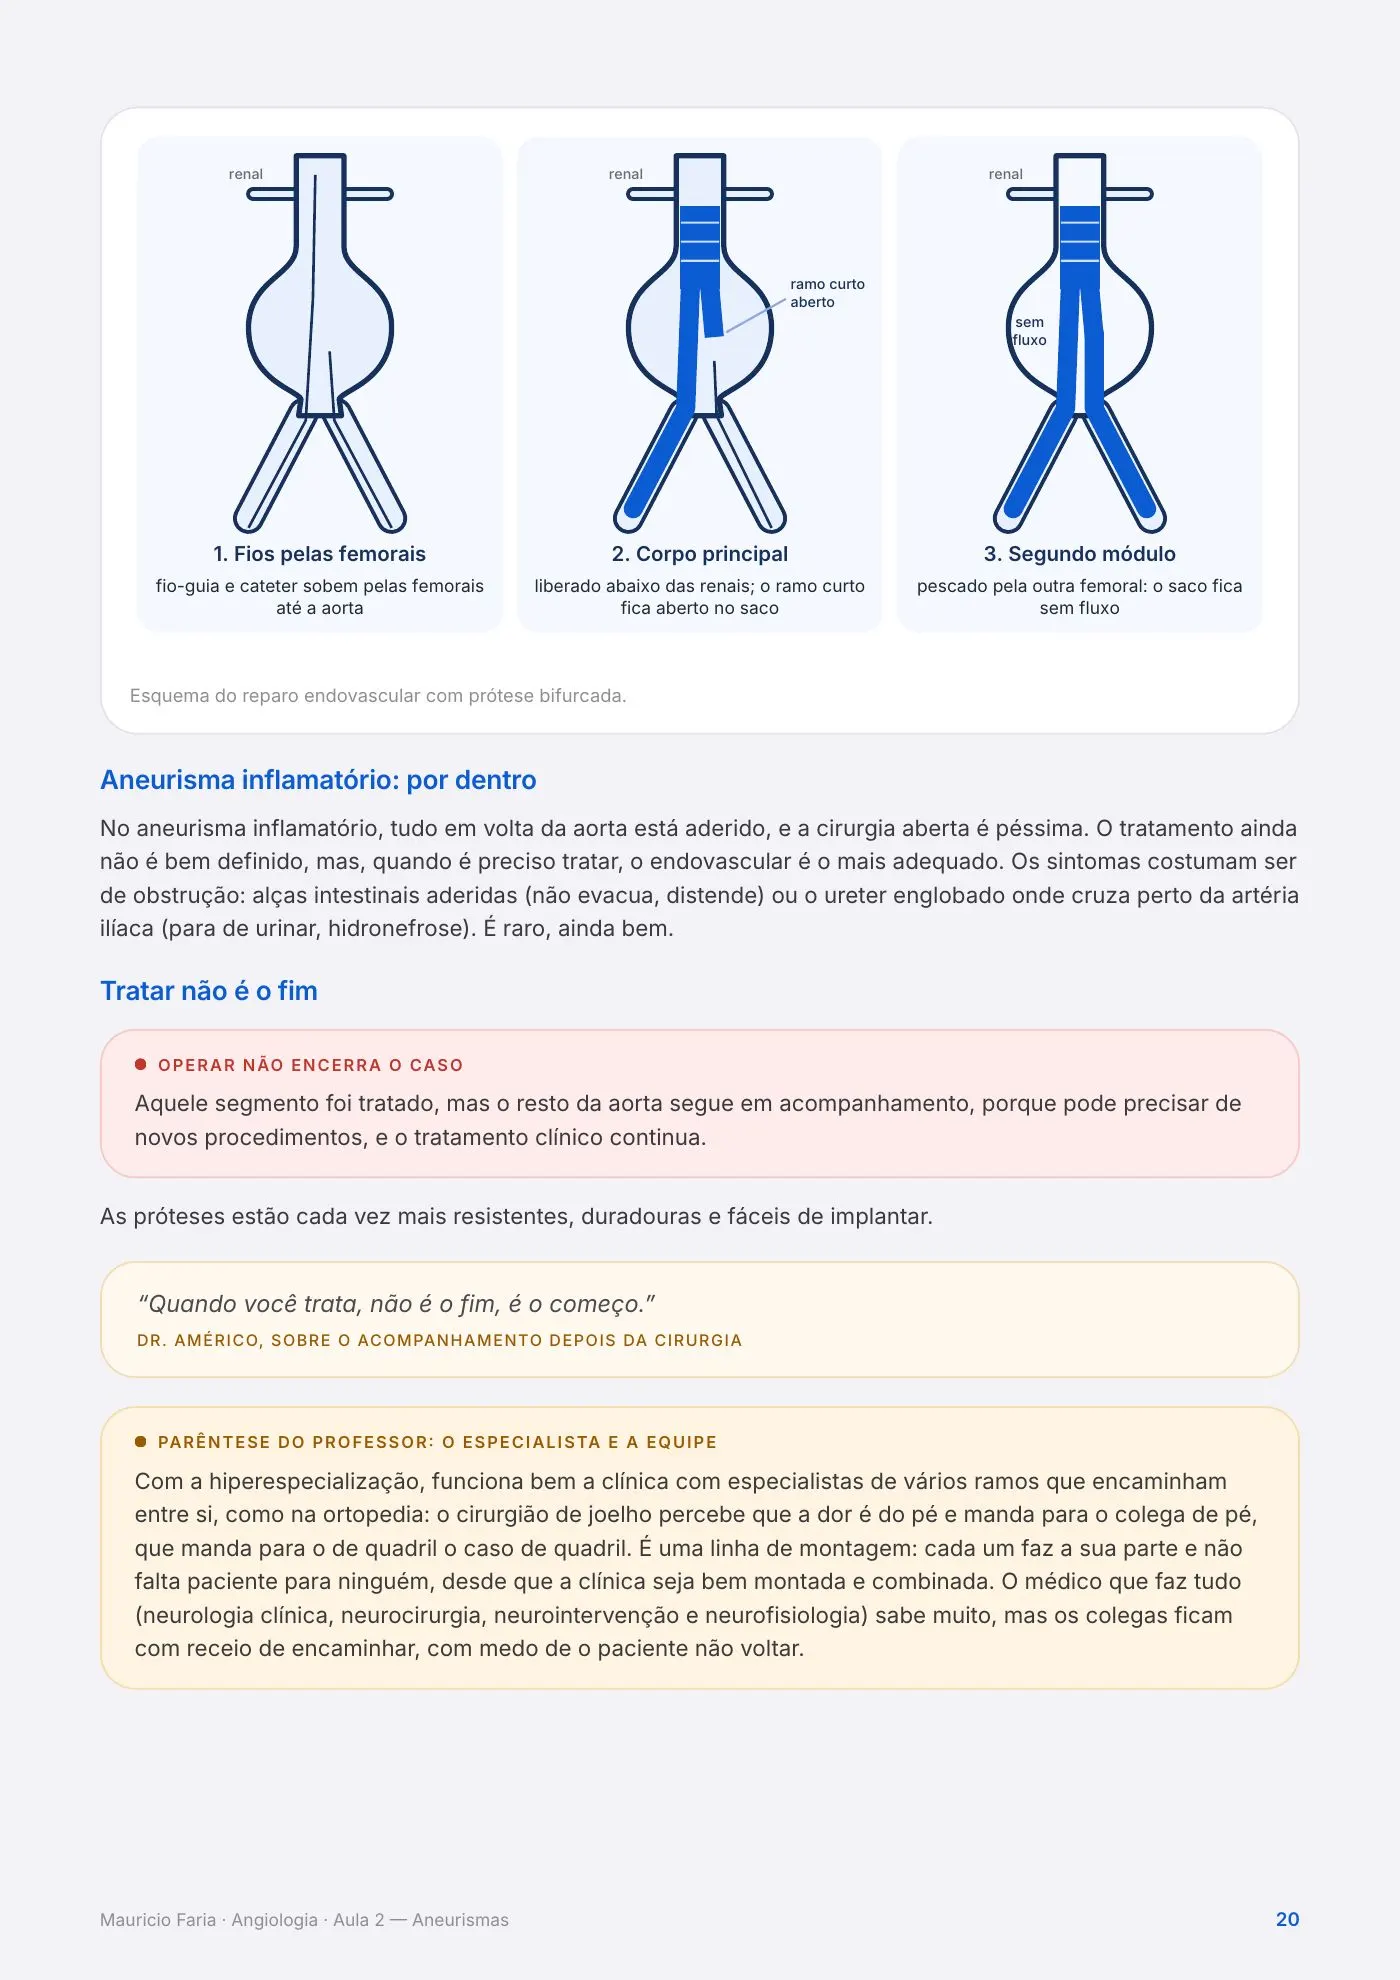 renal
1. Fios pelas femorais
fio-guia e cateter sobem pelas femorais
até a aorta
renal
ramo curto
aberto
2. Corpo principal
liberado abaixo das renais; o ramo curto
fica aberto no saco
renal
sem
fluxo
3. Segundo módulo
pescado pela outra femoral: o saco fica
sem fluxo
Esquema do reparo endovascular com prótese bifurcada.
Aneurisma inflamatório: por dentro
No aneurisma inflamatório, tudo em volta da aorta está aderido, e a cirurgia aberta é péssima. O tratamento ainda
não é bem definido, mas, quando é preciso tratar, o endovascular é o mais adequado. Os sintomas costumam ser
de obstrução: alças intestinais aderidas (não evacua, distende) ou o ureter englobado onde cruza perto da artéria
ilíaca (para de urinar, hidronefrose). É raro, ainda bem.
Tratar não é o fim
OPERAR NÃO ENCERRA O CASO
Aquele segmento foi tratado, mas o resto da aorta segue em acompanhamento, porque pode precisar de
novos procedimentos, e o tratamento clínico continua.
As próteses estão cada vez mais resistentes, duradouras e fáceis de implantar.
“Quando você trata, não é o fim, é o começo.”
DR. AMÉRICO, SOBRE O ACOMPANHAMENTO DEPOIS DA CIRURGIA
PARÊNTESE DO PROFESSOR: O ESPECIALISTA E A EQUIPE
Com a hiperespecialização, funciona bem a clínica com especialistas de vários ramos que encaminham
entre si, como na ortopedia: o cirurgião de joelho percebe que a dor é do pé e manda para o colega de pé,
que manda para o de quadril o caso de quadril. É uma linha de montagem: cada um faz a sua parte e não
falta paciente para ninguém, desde que a clínica seja bem montada e combinada. O médico que faz tudo
(neurologia clínica, neurocirurgia, neurointervenção e neurofisiologia) sabe muito, mas os colegas ficam
com receio de encaminhar, com medo de o paciente não voltar.
Mauricio Faria · Angiologia · Aula 2 — Aneurismas
20